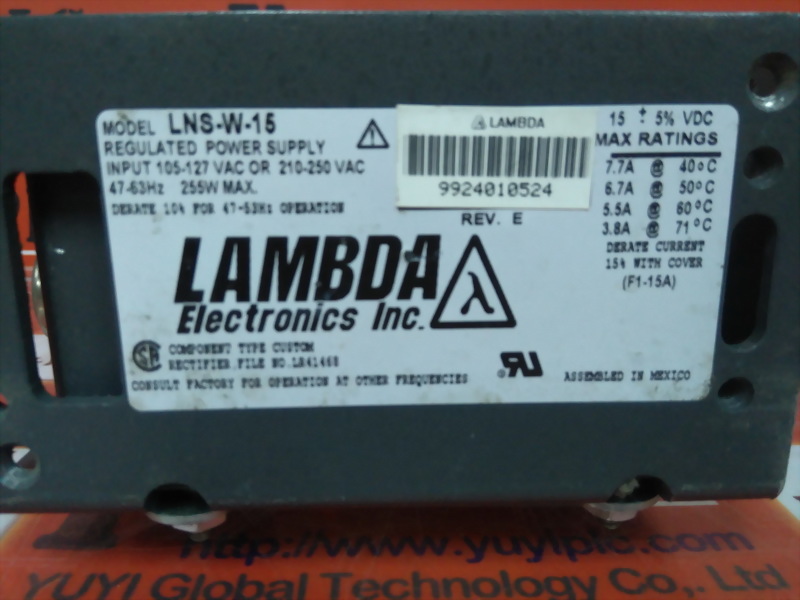 MODEL LNS-W-15
REGULATED POWER SUPPLY
INPUT 105-127 VAC OR 210-250 VAC
47-63Hz 255W MAX.
DERATE 10% FOR 47-53Hz OPERATION
LAMBDA
9924010524
REV. E
15 ± 5% VDC
MAX RATINGS
7.7A @ 40°C
6.7A @ 50°C
5.5A @ 60°C
3.8A @ 71°C
DERATE CURRENT
15% WITH COVER
(F1-15A)
LAMBDA
Electronics Inc.
COMPONENT TYPE CUSTOM
RECTIFIER, FILE NO. LR41468
CONSULT FACTORY FOR OPERATION AT OTHER FREQUENCIES
ASSEMBLED IN MEXICO
http://www.yuyiplc.com
YUYI Global Technology Co,. Ltd